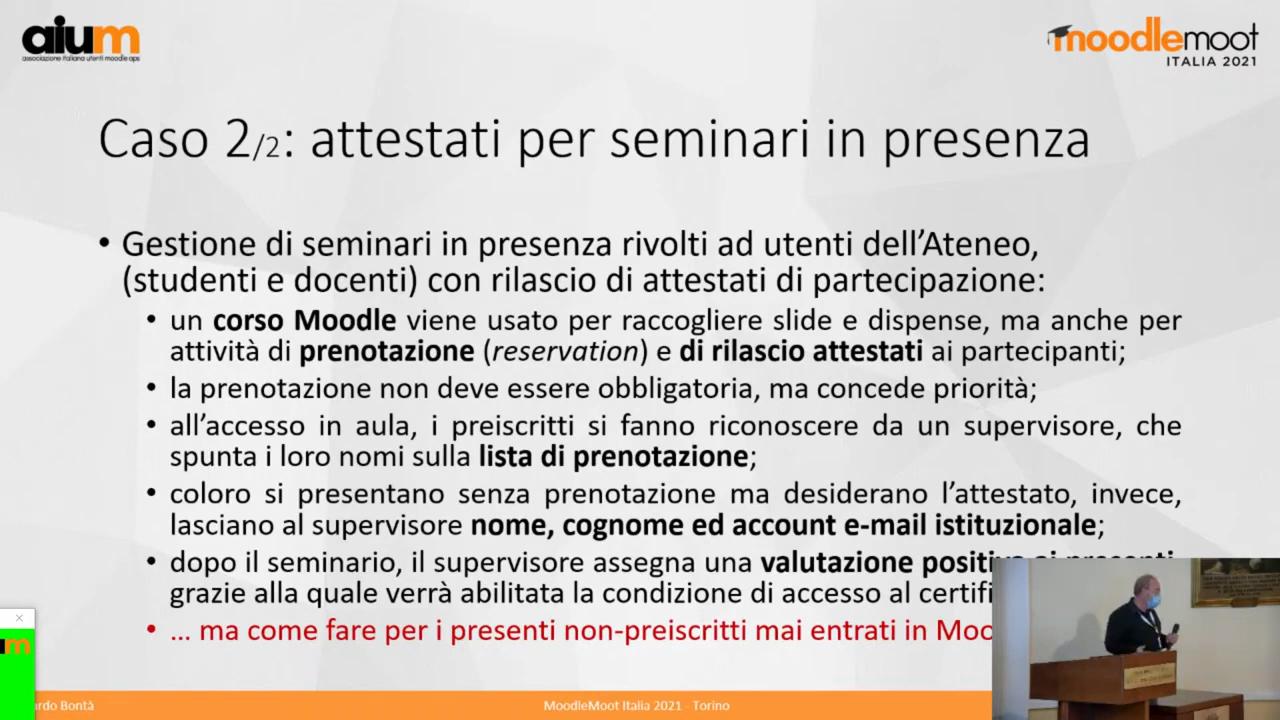 aium
associazione italiana utenti moodle aps
moodlemoot
ITALIA 2021
Caso 2/2: attestati per seminari in presenza
• Gestione di seminari in presenza rivolti ad utenti dell’Ateneo,
(studenti e docenti) con rilascio di attestati di partecipazione:
• un corso Moodle viene usato per raccogliere slide e dispense, ma anche per
attività di prenotazione (reservation) e di rilascio attestati ai partecipanti;
• la prenotazione non deve essere obbligatoria, ma concede priorità;
• all’accesso in aula, i preiscritti si fanno riconoscere da un supervisore, che
spunta i loro nomi sulla lista di prenotazione;
• coloro si presentano senza prenotazione ma desiderano l’attestato, invece,
lasciano al supervisore nome, cognome ed account e-mail istituzionale;
• dopo il seminario, il supervisore assegna una valutazione positiva ai presenti,
grazie alla quale verrà abilitata la condizione di accesso al certifi
• … ma come fare per i presenti non-preiscritti mai entrati in Moo
m
rdo Bontà
MoodleMoot Italia 2021 - Torino